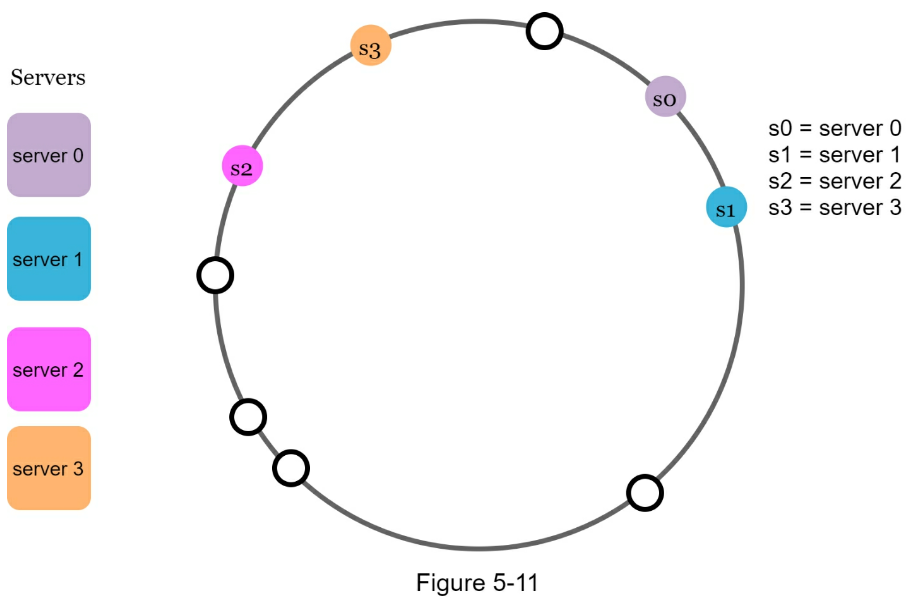 Servers
server 0
server 1
server 2
server 3
s3
s0
s2
s1
s0 = server 0
s1 = server 1
s2 = server 2
s3 = server 3
Figure 5-11